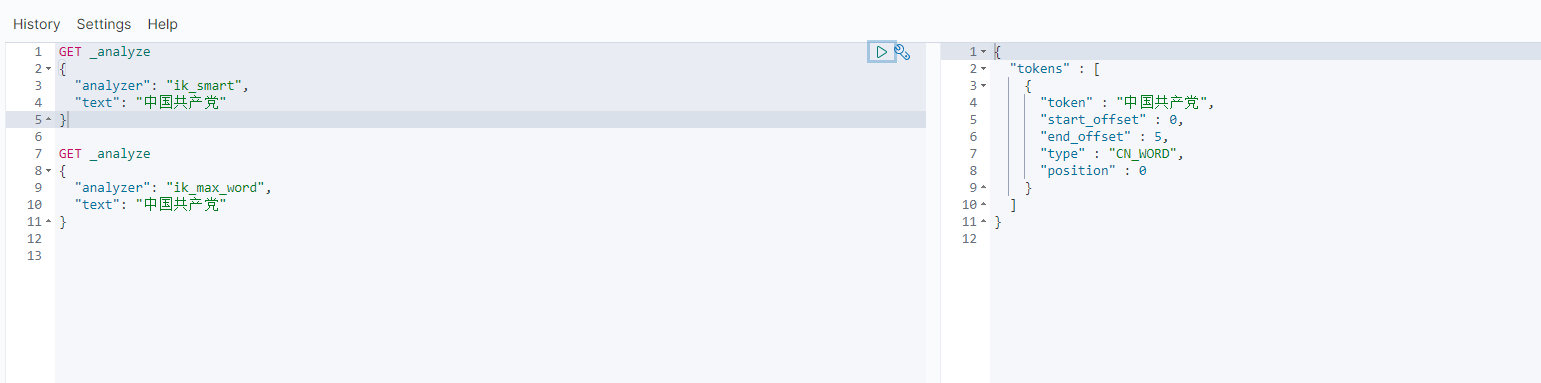 History Settings Help
1 GET _analyze
2 {
3 "analyzer": "ik_smart",
4 "text": "中国共产党"
5 }
6
7 GET _analyze
8 {
9 "analyzer": "ik_max_word",
10 "text": "中国共产党"
11 }
12
13
1 {
2 "tokens" : [
3 {
4 "token" : "中国共产党",
5 "start_offset" : 0,
6 "end_offset" : 5,
7 "type" : "CN_WORD",
8 "position" : 0
9 }
10 ]
11 }
12